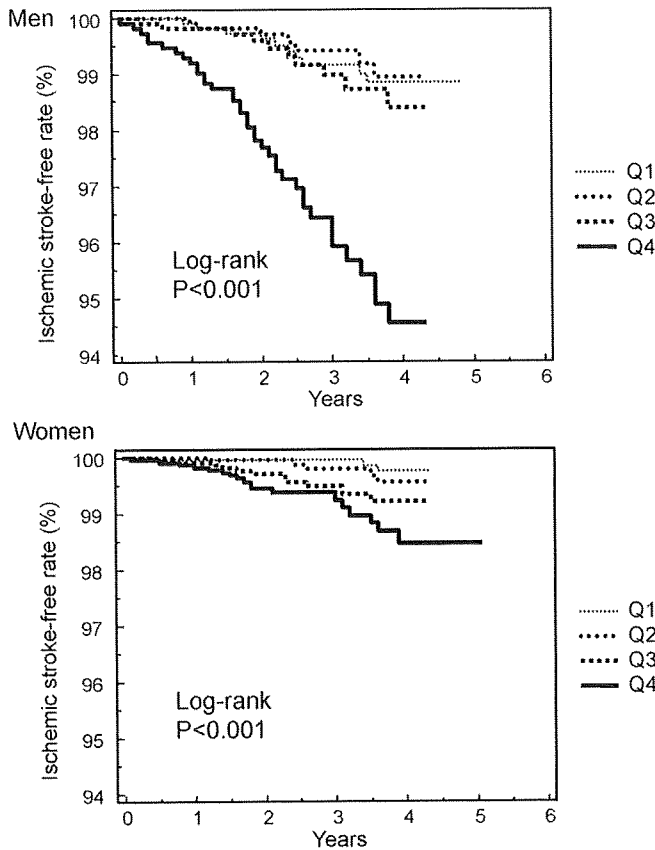 Men
Ischemic stroke-free rate (%)
100
99
98
97
96
95
94
Log-rank
P<0.001
0 1 2 3 4 5 6
Years
Q1
Q2
Q3
Q4
Women
Ischemic stroke-free rate (%)
100
99
98
97
96
95
94
Log-rank
P<0.001
0 1 2 3 4 5 6
Years
Q1
Q2
Q3
Q4